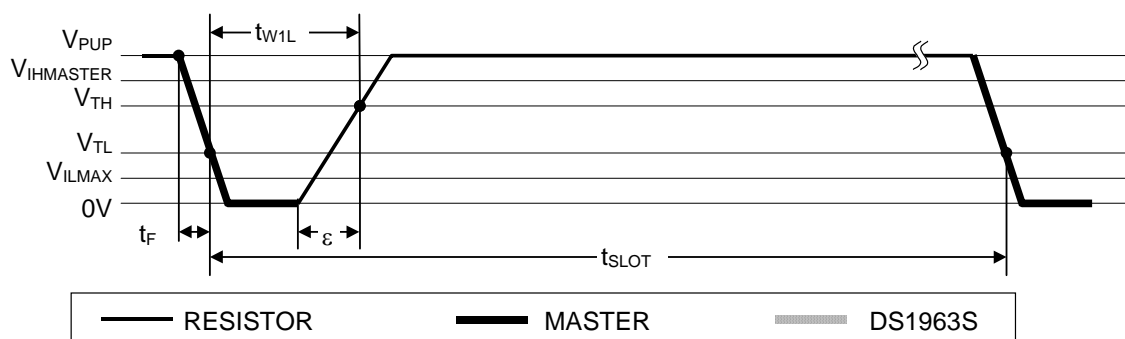 tW1L
VPUP
VIHMASTER
VTH
VTL
VILMAX
0V
tF
ε
tSLOT
RESISTOR MASTER DS1963S